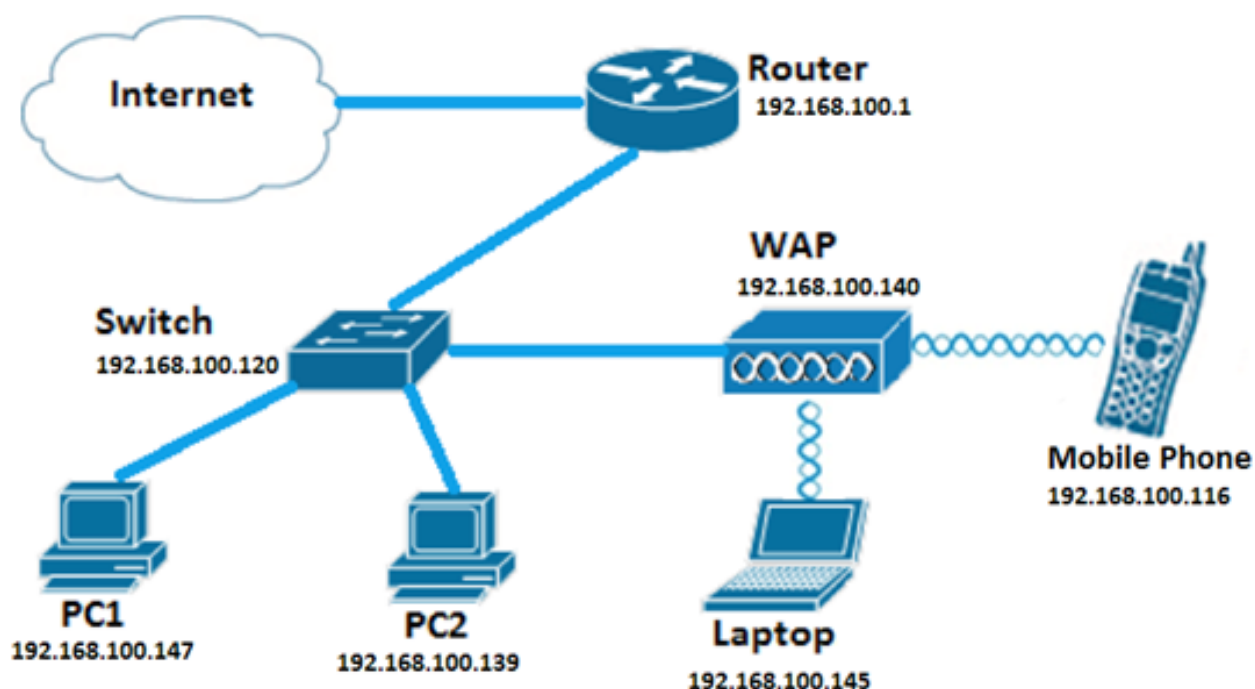 Internet
Router
192.168.100.1
WAP
192.168.100.140
Switch
192.168.100.120
Mobile Phone
192.168.100.116
PC1
192.168.100.147
PC2
192.168.100.139
Laptop
192.168.100.145